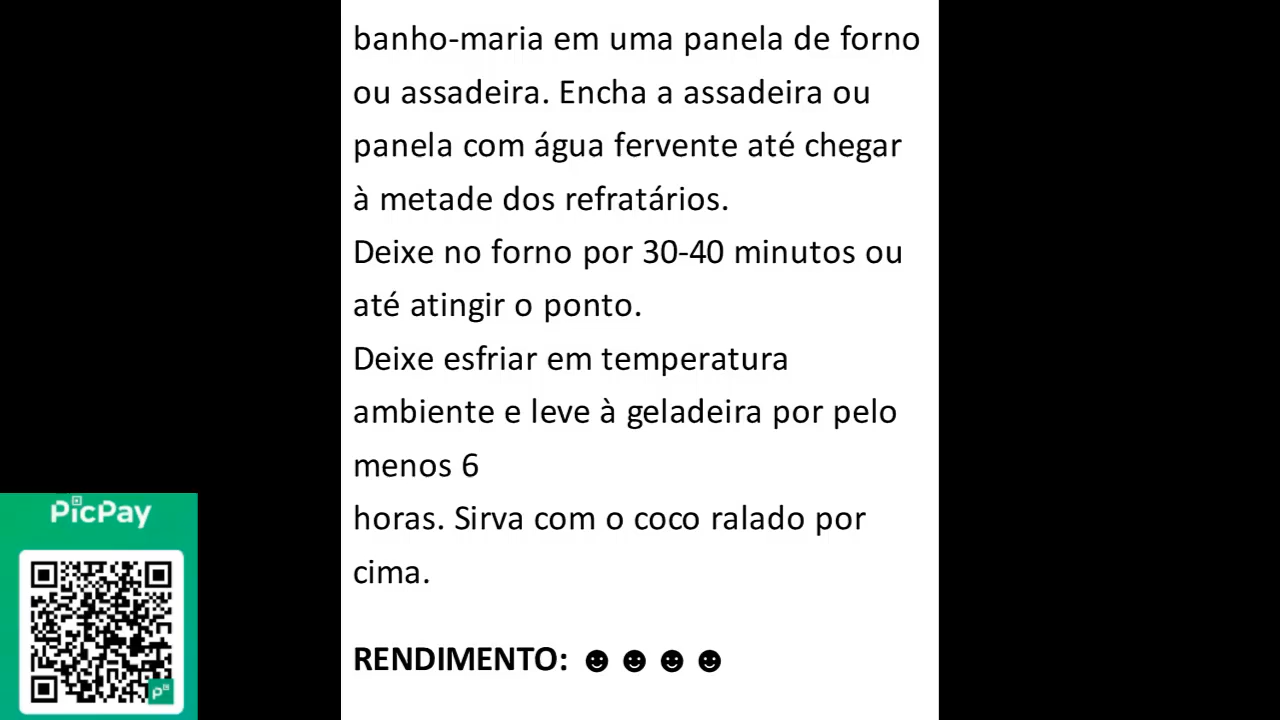 banho-maria em uma panela de forno
ou assadeira. Encha a assadeira ou
panela com água fervente até chegar
à metade dos refratários.
Deixe no forno por 30-40 minutos ou
até atingir o ponto.
Deixe esfriar em temperatura
ambiente e leve à geladeira por pelo
menos 6
horas. Sirva com o coco ralado por
cima.
RENDIMENTO: ☻☻☻☻
PicPay